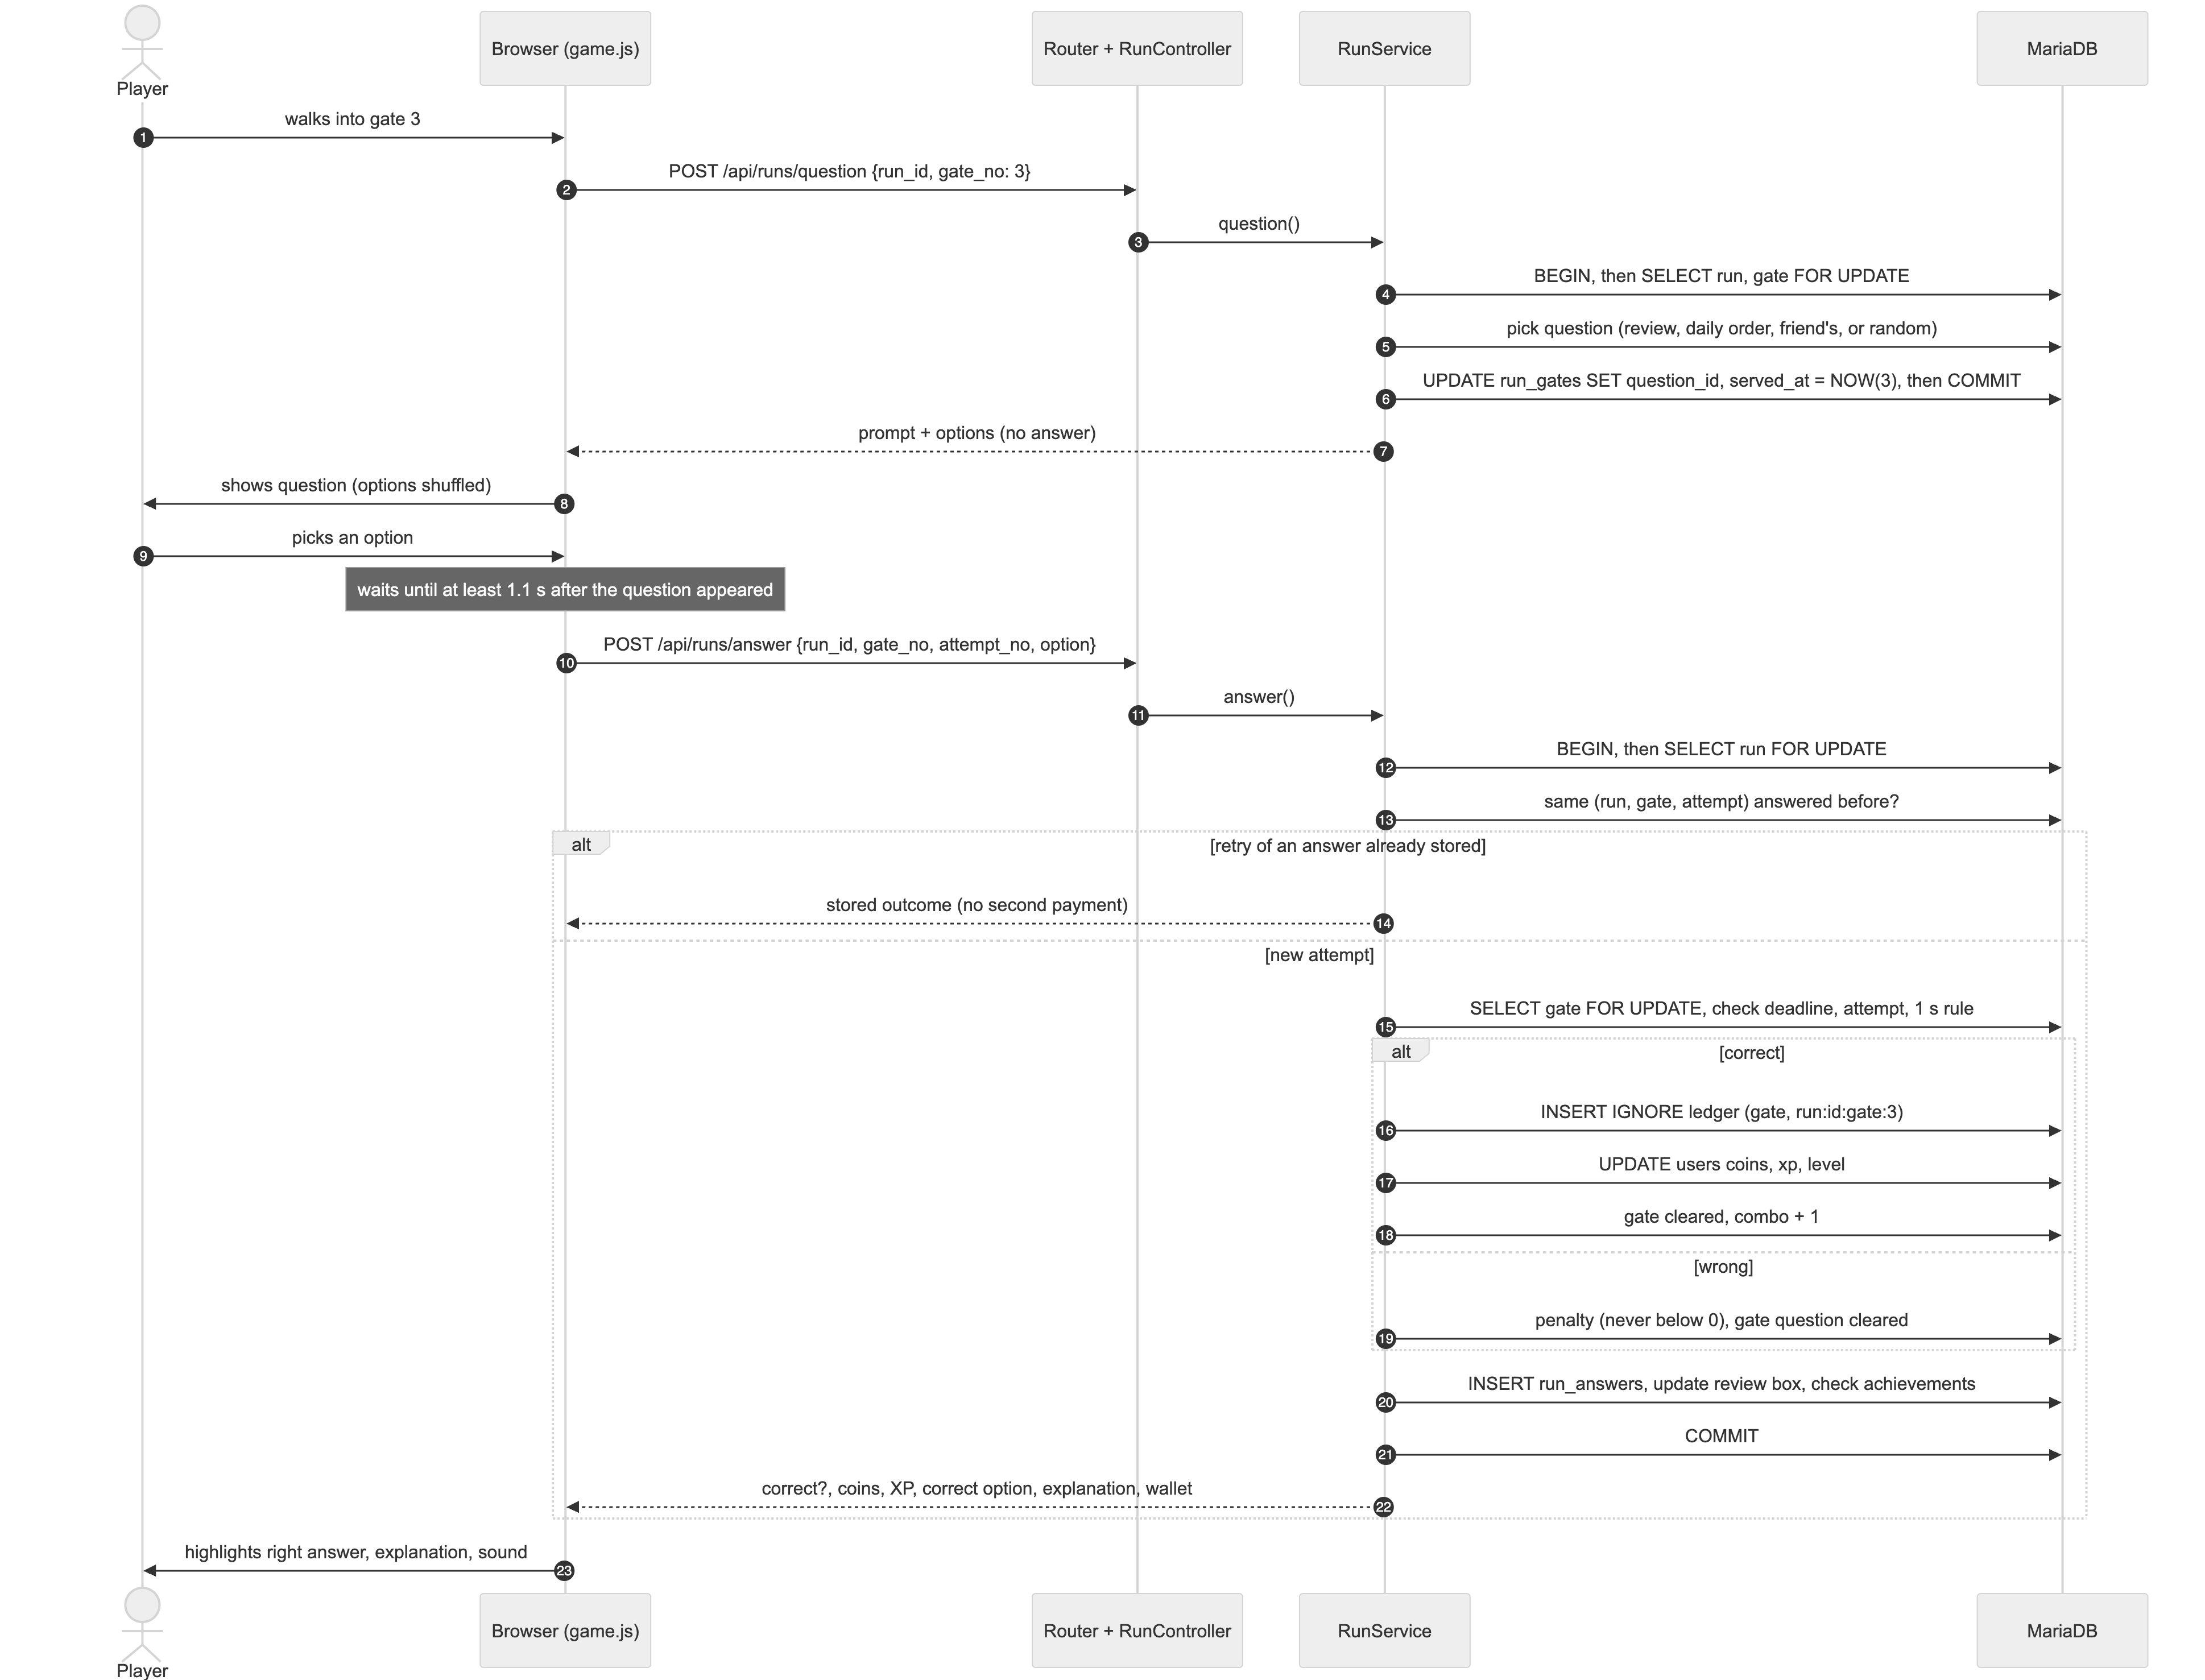 Player
Browser (game.js)
Router + RunController
RunService
MariaDB
walks into gate 3
1
POST /api/runs/question {run_id, gate_no: 3}
2
question()
3
BEGIN, then SELECT run, gate FOR UPDATE
4
pick question (review, daily order, friend's, or random)
5
UPDATE run_gates SET question_id, served_at = NOW(3), then COMMIT
6
prompt + options (no answer)
7
shows question (options shuffled)
8
picks an option
9
waits until at least 1.1 s after the question appeared
POST /api/runs/answer {run_id, gate_no, attempt_no, option}
10
answer()
11
BEGIN, then SELECT run FOR UPDATE
12
same (run, gate, attempt) answered before?
13
alt
[retry of an answer already stored]
stored outcome (no second payment)
14
[new attempt]
SELECT gate FOR UPDATE, check deadline, attempt, 1 s rule
15
alt
[correct]
INSERT IGNORE ledger (gate, run:id:gate:3)
16
UPDATE users coins, xp, level
17
gate cleared, combo + 1
18
[wrong]
penalty (never below 0), gate question cleared
19
INSERT run_answers, update review box, check achievements
20
COMMIT
21
correct?, coins, XP, correct option, explanation, wallet
22
highlights right answer, explanation, sound
23
Player
Browser (game.js)
Router + RunController
RunService
MariaDB